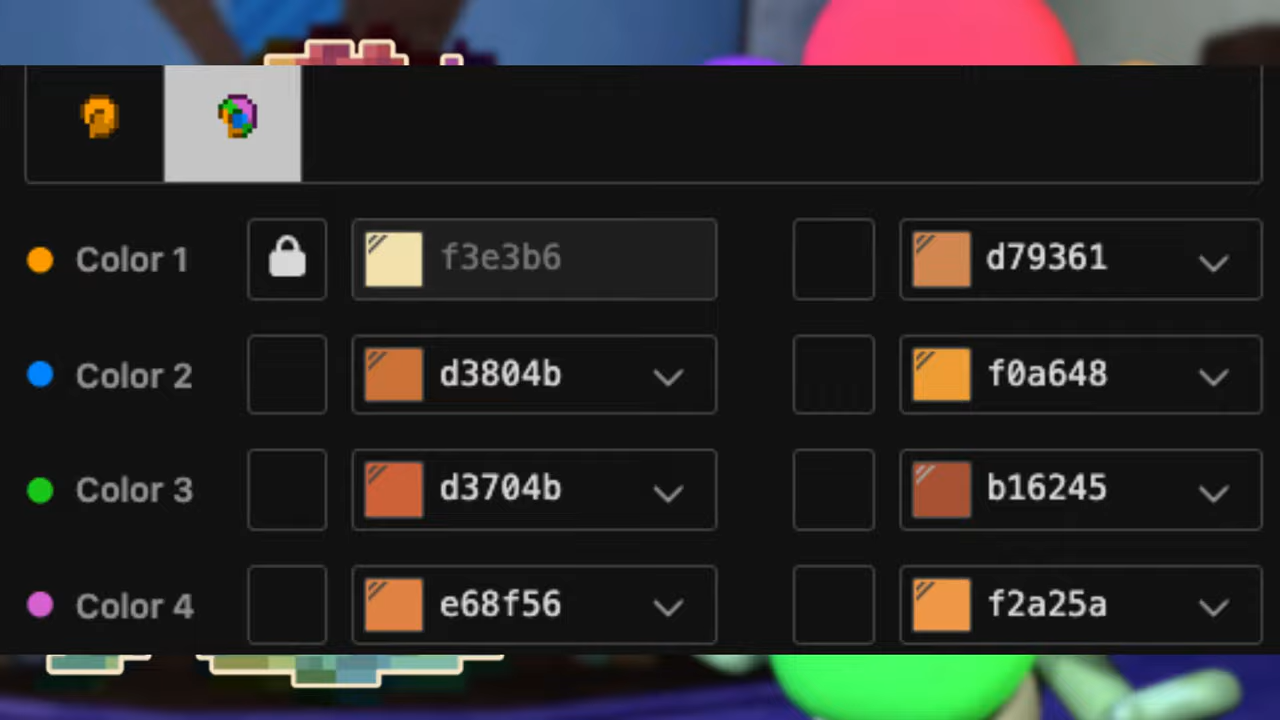 Color 1 f3e3b6 d79361
Color 2 d3804b f0a648
Color 3 d3704b b16245
Color 4 e68f56 f2a25a